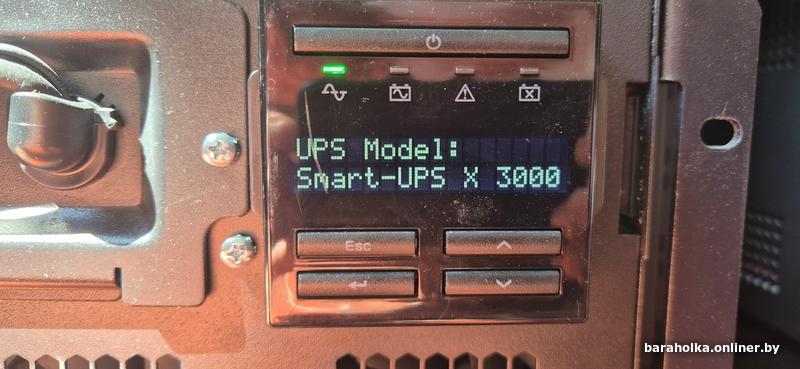 UPS Model:
Smart-UPS X 3000
Esc
baraholka.onliner.by